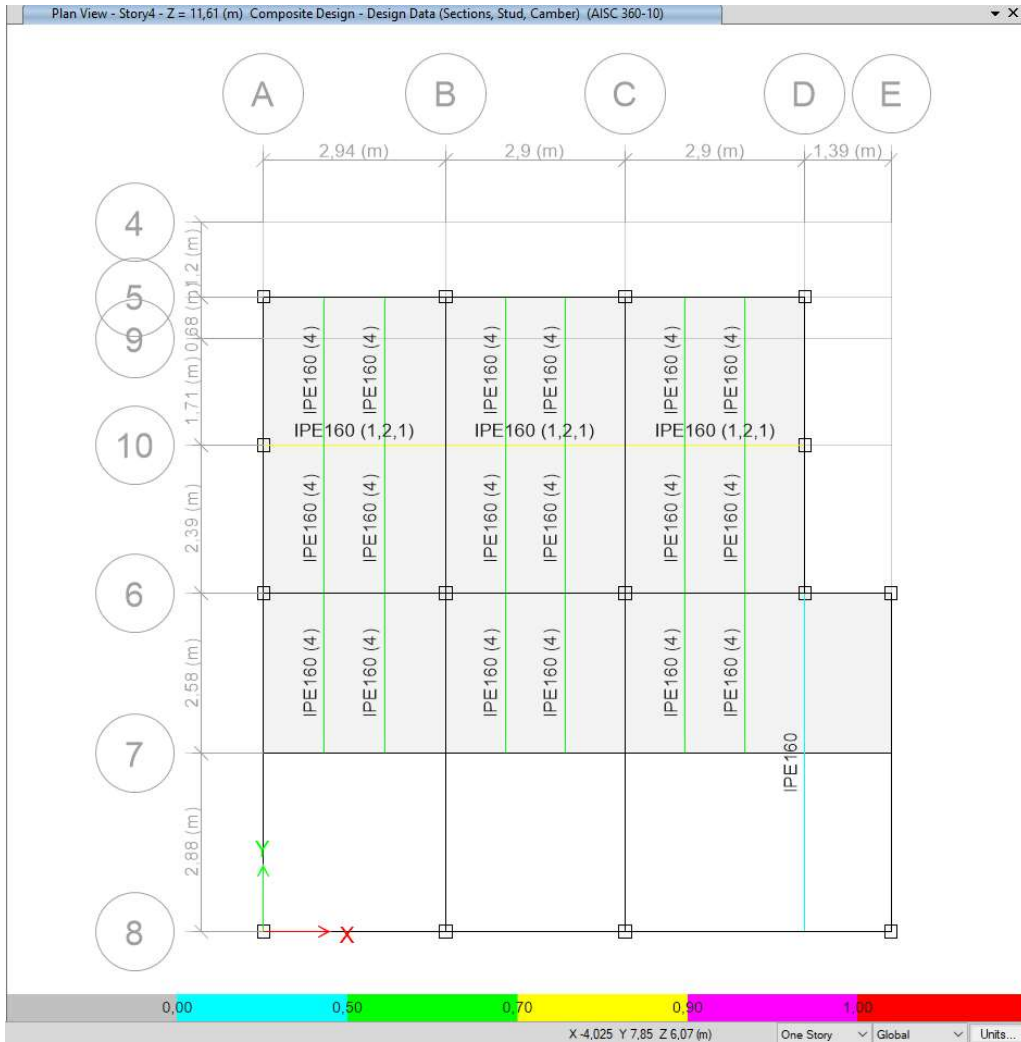 Plan View - Story4 - Z = 11,61 (m)  Composite Design - Design Data (Sections, Stud, Camber)  (AISC 360-10)
A
B
C
D
E
2,94 (m)
2,9 (m)
2,9 (m)
1,39 (m)
4
1,2 (m)
5
0,68 (m)
9
1,71 (m)
IPE160 (4)
IPE160 (4)
IPE160 (4)
IPE160 (4)
IPE160 (4)
IPE160 (4)
IPE160 (1,2,1)
IPE160 (1,2,1)
IPE160 (1,2,1)
10
2,39 (m)
IPE160 (4)
IPE160 (4)
IPE160 (4)
IPE160 (4)
IPE160 (4)
IPE160 (4)
6
2,58 (m)
IPE160 (4)
IPE160 (4)
IPE160 (4)
IPE160 (4)
IPE160 (4)
IPE160 (4)
7
IPE160
2,88 (m)
Y
8
X
0,00
0,50
0,70
0,90
1,00
X -4,025  Y 7,85  Z 6,07 (m)
One Story
Global
Units...